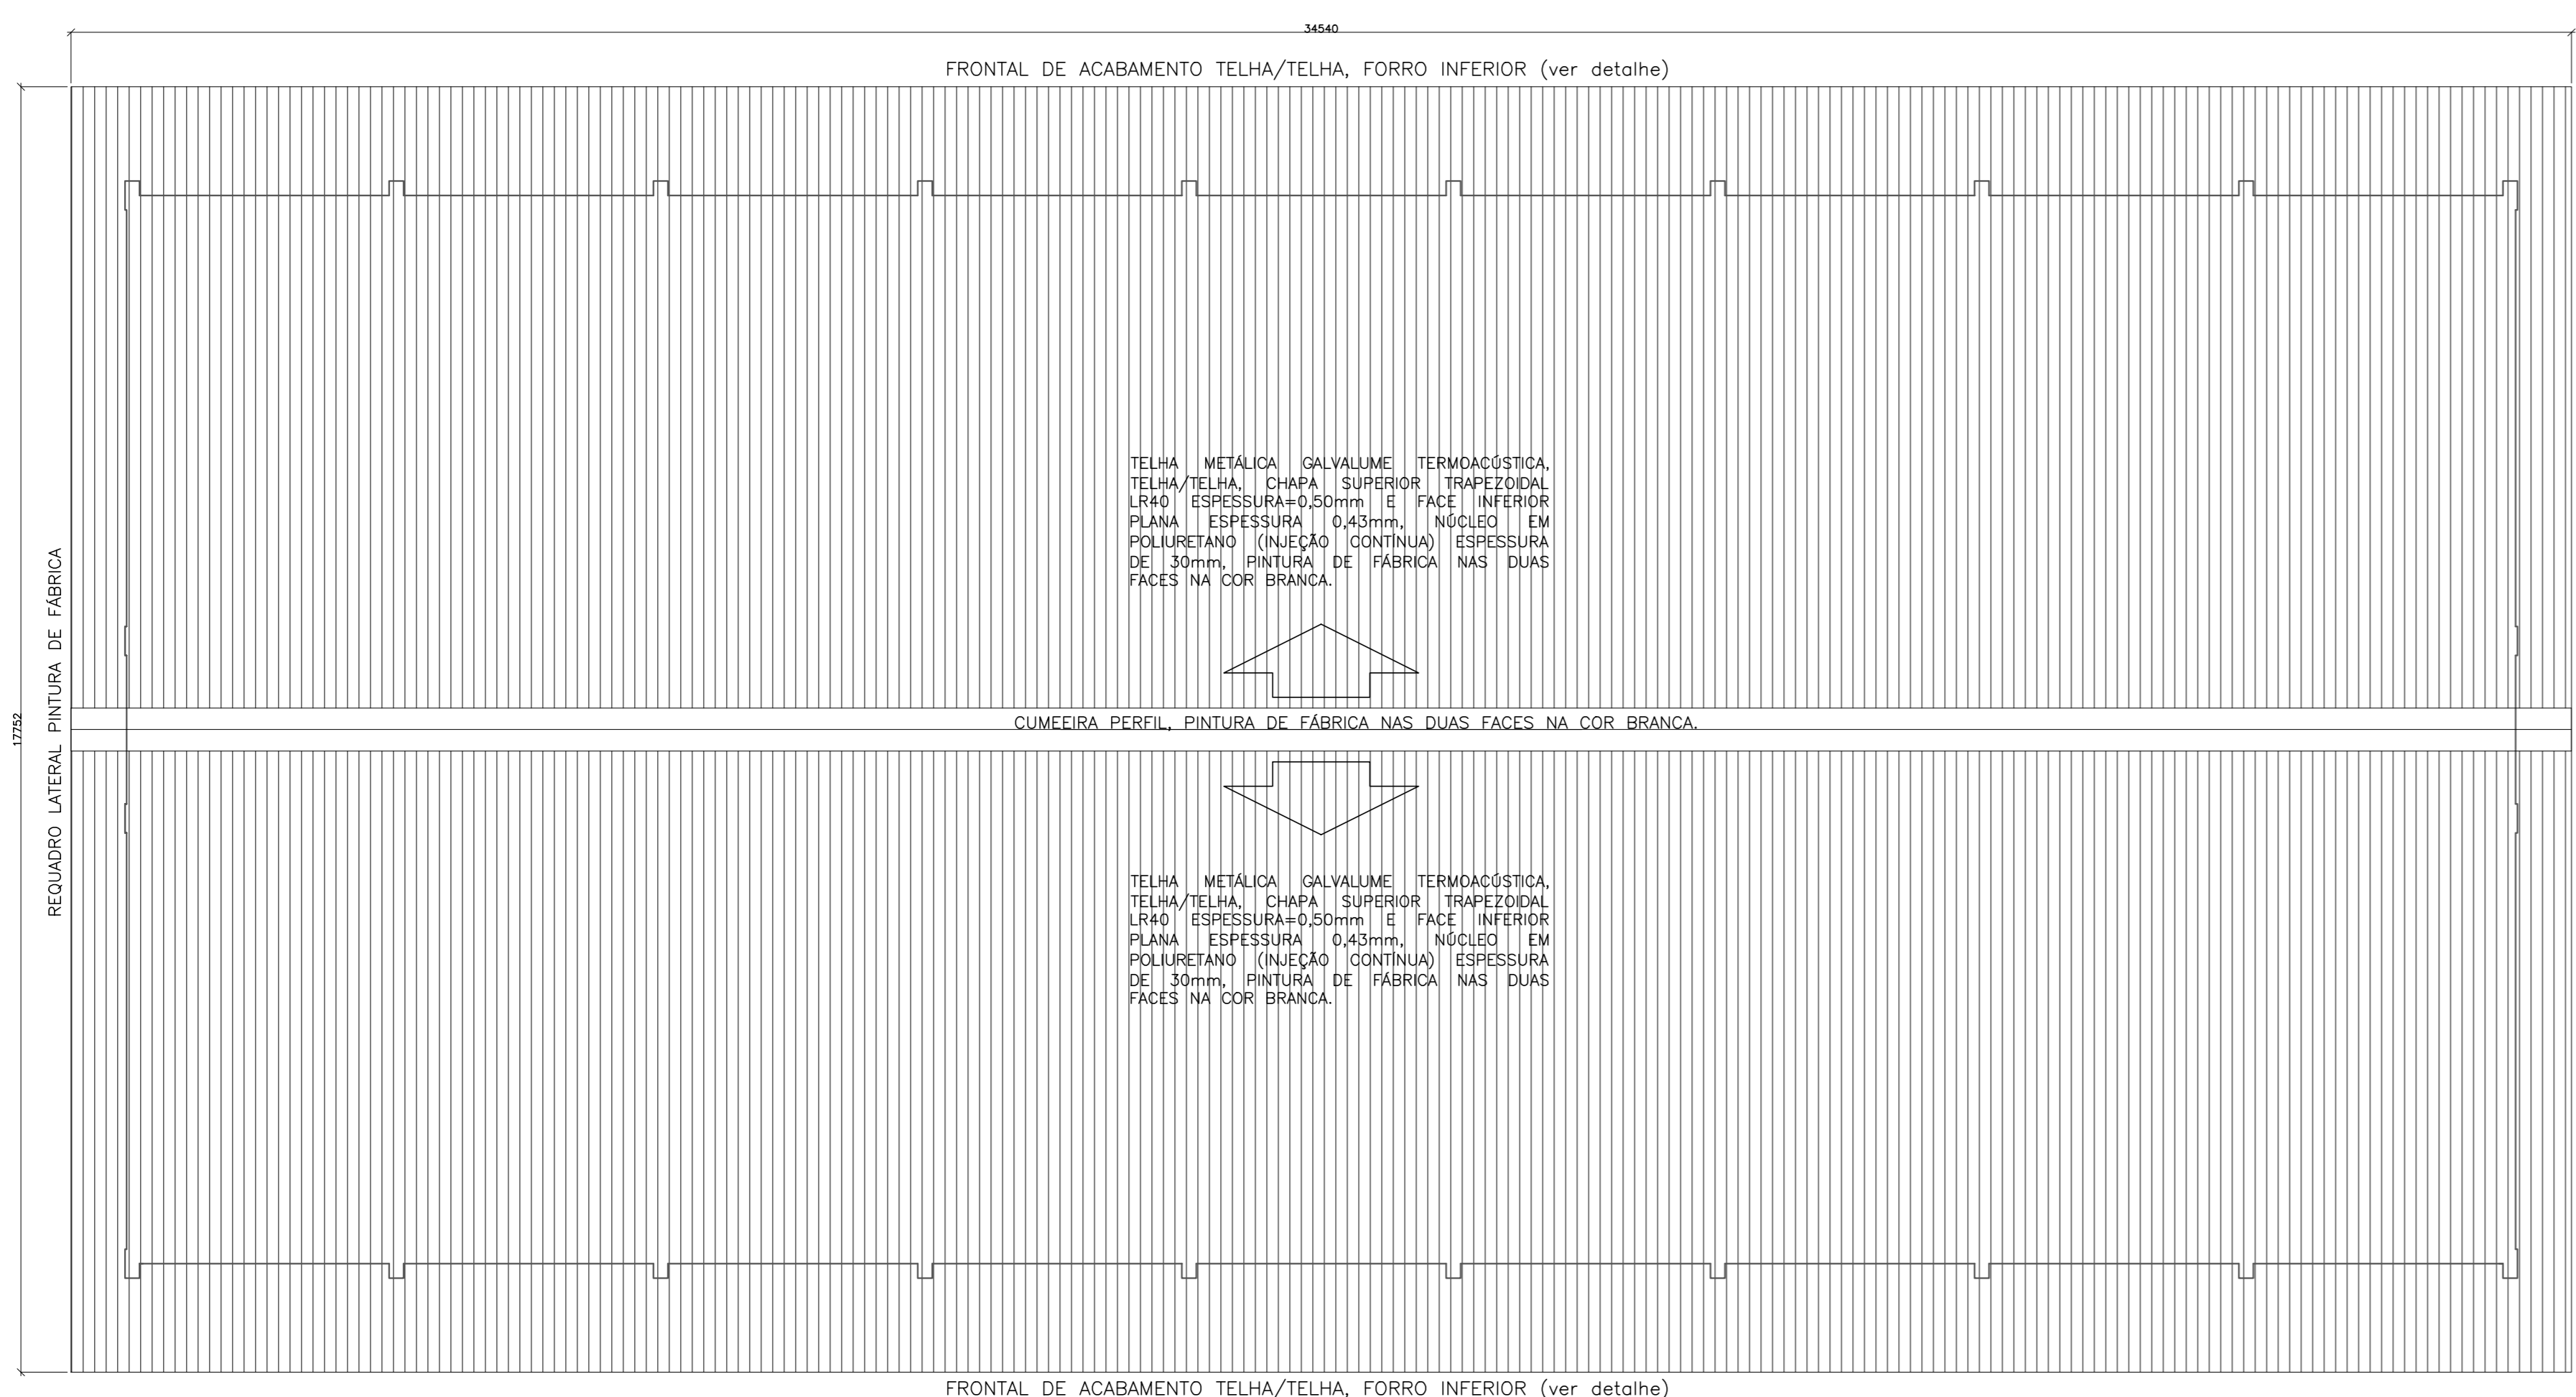 34540
FRONTAL DE ACABAMENTO TELHA/TELHA, FORRO INFERIOR (ver detalhe)
TELHA METÁLICA GALVALUME TERMOACÚSTICA,
TELHA/TELHA, CHAPA SUPERIOR TRAPEZOIDAL
LR40 ESPESSURA=0,50mm E FACE INFERIOR
PLANA ESPESSURA 0,43mm, NÚCLEO EM
POLIURETANO (INJEÇÃO CONTÍNUA) ESPESSURA
DE 30mm, PINTURA DE FÁBRICA NAS DUAS
FACES NA COR BRANCA.
17752
REQUADRO LATERAL PINTURA DE FÁBRICA
CUMEEIRA PERFIL, PINTURA DE FÁBRICA NAS DUAS FACES NA COR BRANCA.
TELHA METÁLICA GALVALUME TERMOACÚSTICA,
TELHA/TELHA, CHAPA SUPERIOR TRAPEZOIDAL
LR40 ESPESSURA=0,50mm E FACE INFERIOR
PLANA ESPESSURA 0,43mm, NÚCLEO EM
POLIURETANO (INJEÇÃO CONTÍNUA) ESPESSURA
DE 30mm, PINTURA DE FÁBRICA NAS DUAS
FACES NA COR BRANCA.
FRONTAL DE ACABAMENTO TELHA/TELHA, FORRO INFERIOR (ver detalhe)